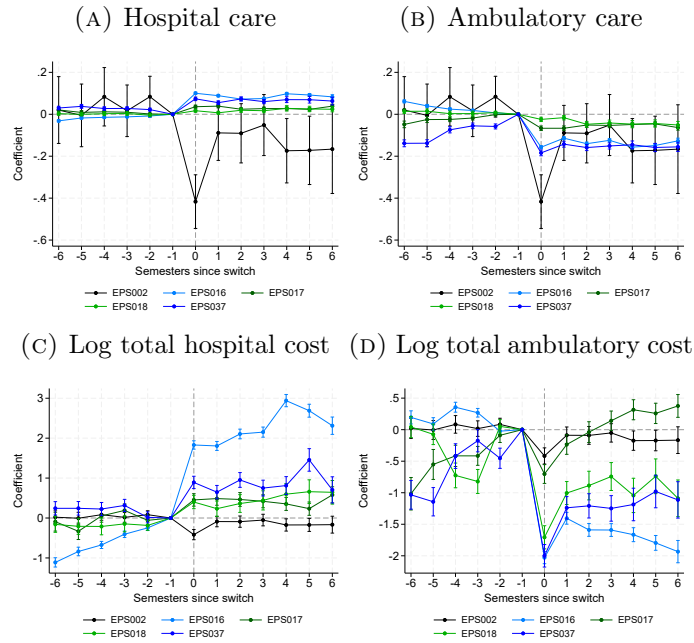 (A) Hospital care
.2
0
-.2
-.4
-.6
Coefficient
-6 -5 -4 -3 -2 -1 0 1 2 3 4 5 6
Semesters since switch
EPS002 EPS016 EPS017
EPS018 EPS037
(B) Ambulatory care
.2
0
-.2
-.4
-.6
Coefficient
-6 -5 -4 -3 -2 -1 0 1 2 3 4 5 6
Semesters since switch
EPS002 EPS016 EPS017
EPS018 EPS037
(C) Log total hospital cost
3
2
1
0
-1
Coefficient
-6 -5 -4 -3 -2 -1 0 1 2 3 4 5 6
Semesters since switch
EPS002 EPS016 EPS017
EPS018 EPS037
(D) Log total ambulatory cost
.5
0
-.5
-1
-1.5
-2
Coefficient
-6 -5 -4 -3 -2 -1 0 1 2 3 4 5 6
Semesters since switch
EPS002 EPS016 EPS017
EPS018 EPS037